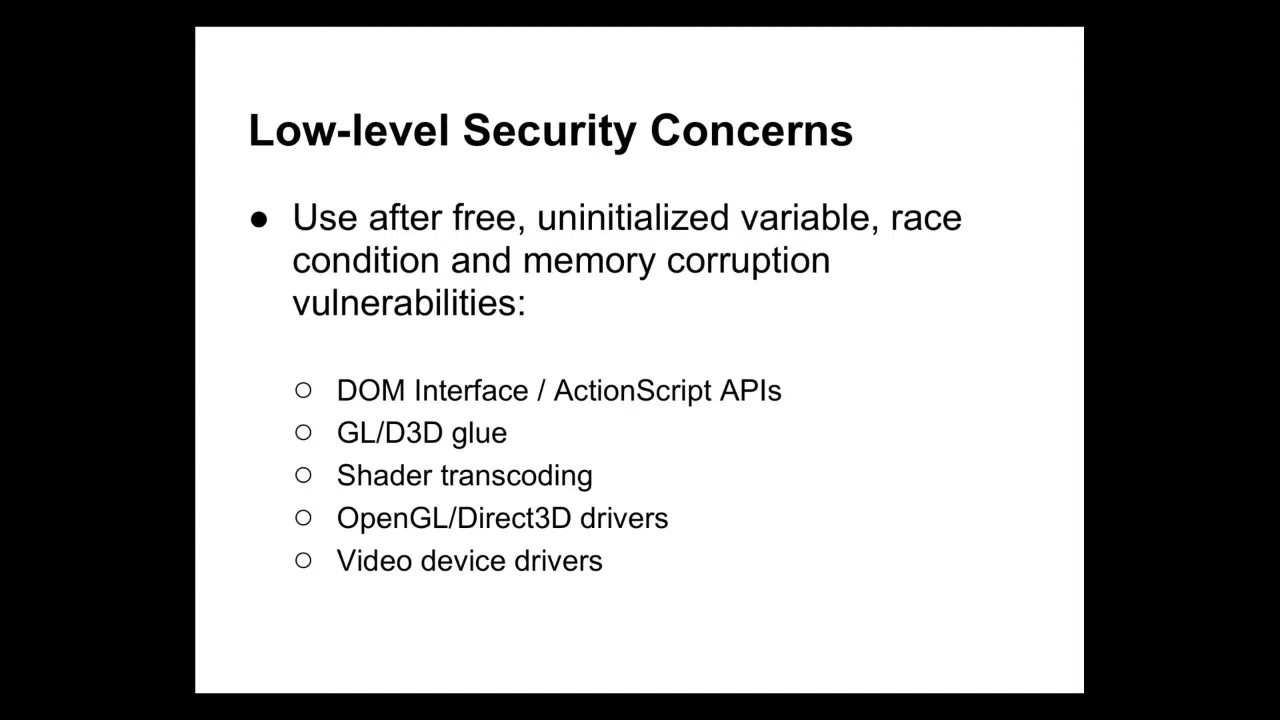 Low-level Security Concerns
● Use after free, uninitialized variable, race
condition and memory corruption
vulnerabilities:
○ DOM Interface / ActionScript APIs
○ GL/D3D glue
○ Shader transcoding
○ OpenGL/Direct3D drivers
○ Video device drivers